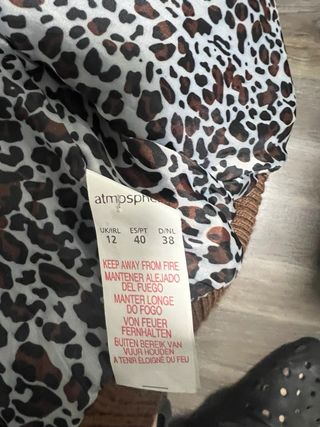 atmosphere
UK/IRL ES/PT D/NL
12 40 38
KEEP AWAY FROM FIRE
MANTENER ALEJADO
DEL FUEGO
MANTER LONGE
DO FOGO
VON FEUER
FERNHALTEN
BUITEN BEREIK VAN
VUUR HOUDEN
A TENIR ÉLOIGNÉ DU FEU